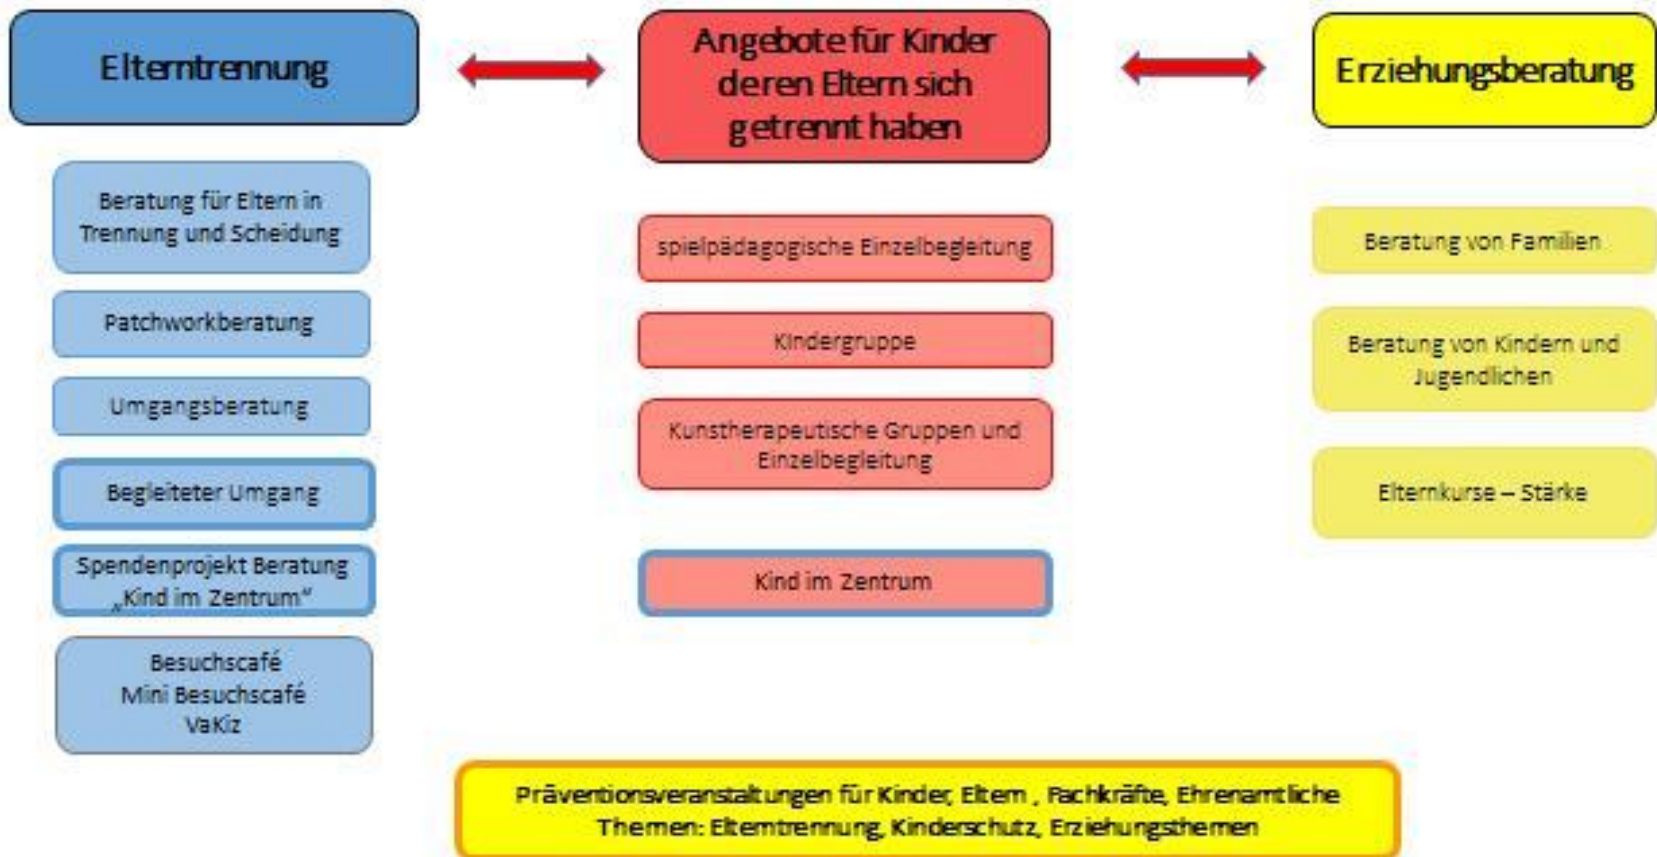 Elterntrennung
Angebote für Kinder
deren Eltern sich
getrennt haben
Erziehungsberatung
Beratung für Eltern in
Trennung und Scheidung
Patchworkberatung
Umgangsberatung
Begleiteter Umgang
Spendenprojekt Beratung
„Kind im Zentrum“
Besuchscafé
Mini Besuchscafé
VaKiz
spielpädagogische Einzelbegleitung
Kindergruppe
Kunstherapeutische Gruppen und
Einzelbegleitung
Kind im Zentrum
Beratung von Familien
Beratung von Kindern und
Jugendlichen
Elternkurse – Stärke
Präventionsveranstaltungen für Kinder, Eltern , Fachkräfte, Ehrenamtliche
Themen: Elterntrennung, Kinderschutz, Erziehungsthemen